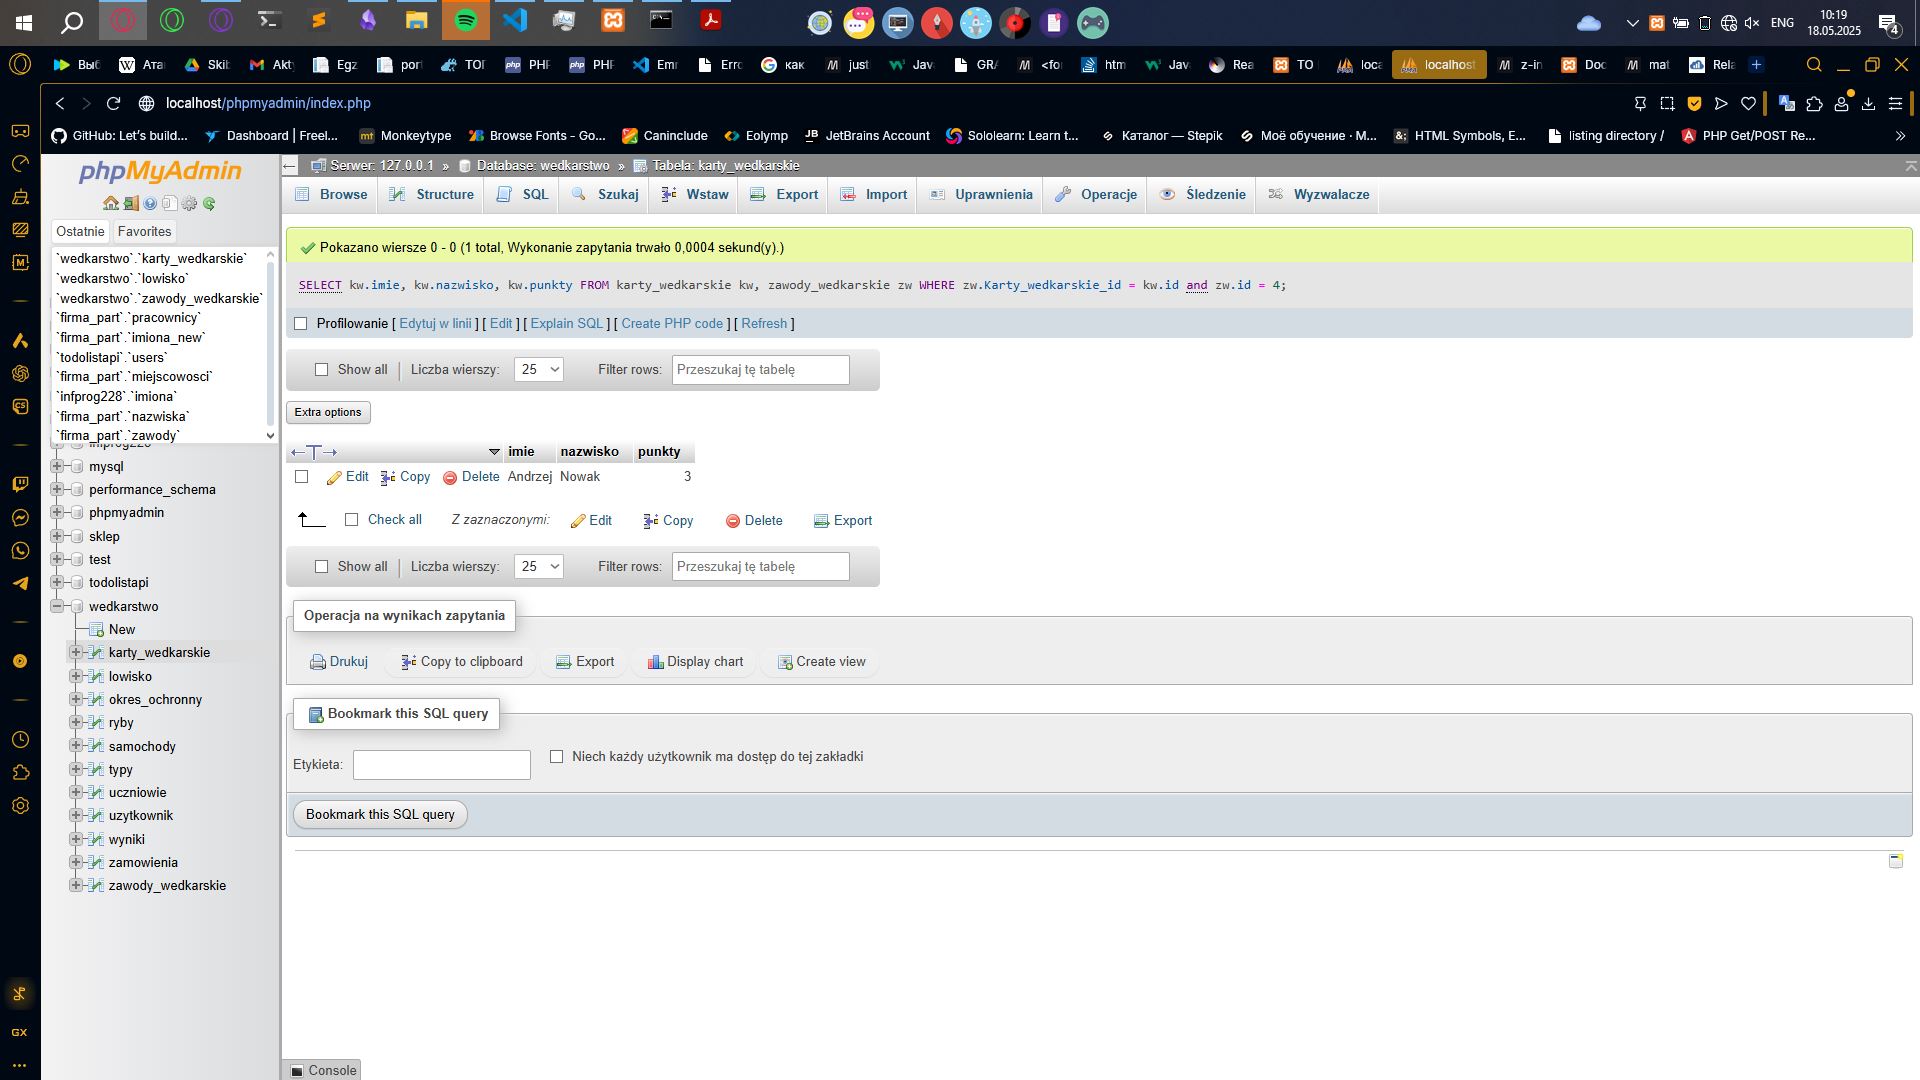 10:19
ENG
18.05.2025
4
Выб
Ата
Skil
Akt
Egz
por
TOI
PHF
PHF
Emr
Erro
как
just
Jav
GR
<for
htm
Jav
Rea
TO
loca
localhost
z-in
Doc
mat
Rela
localhost/phpmyadmin/index.php
GitHub: Let's build...
Dashboard | Freel...
Monkeytype
Browse Fonts - Go...
Caninclude
Eolymp
JetBrains Account
Sololearn: Learn t...
Каталог — Stepik
Моё обучение · M...
HTML Symbols, E...
listing directory /
PHP Get/POST Re...
phpMyAdmin
Ostatnie Favorites
`wedkarstwo`.`karty_wedkarskie`
`wedkarstwo`.`lowisko`
`wedkarstwo`.`zawody_wedkarskie`
`firma_part`.`pracownicy`
`firma_part`.`imiona_new`
`todolistapi`.`users`
`firma_part`.`miejscowosci`
`infprog228`.`imiona`
`firma_part`.`nazwiska`
`firma_part`.`zawody`
infprog228
mysql
performance_schema
phpmyadmin
sklep
test
todolistapi
wedkarstwo
New
karty_wedkarskie
lowisko
okres_ochronny
ryby
samochody
typy
uczniowie
uzytkownik
wyniki
zamowienia
zawody_wedkarskie
GX
Serwer: 127.0.0.1 » Database: wedkarstwo » Tabela: karty_wedkarskie
Browse Structure SQL Szukaj Wstaw Export Import Uprawnienia Operacje Śledzenie Wyzwalacze
Pokazano wiersze 0 - 0 (1 total, Wykonanie zapytania trwało 0,0004 sekund(y).)
SELECT kw.imie, kw.nazwisko, kw.punkty FROM karty_wedkarskie kw, zawody_wedkarskie zw WHERE zw.Karty_wedkarskie_id = kw.id and zw.id = 4;
Profilowanie [ Edytuj w linii ] [ Edit ] [ Explain SQL ] [ Create PHP code ] [ Refresh ]
Show all Liczba wierszy: 25 Filter rows: Przeszukaj tę tabelę
Extra options
←T→ imie nazwisko punkty
Edit Copy Delete Andrzej Nowak 3
Check all Z zaznaczonymi: Edit Copy Delete Export
Show all Liczba wierszy: 25 Filter rows: Przeszukaj tę tabelę
Operacja na wynikach zapytania
Drukuj Copy to clipboard Export Display chart Create view
Bookmark this SQL query
Etykieta: Niech każdy użytkownik ma dostęp do tej zakładki
Bookmark this SQL query
Console